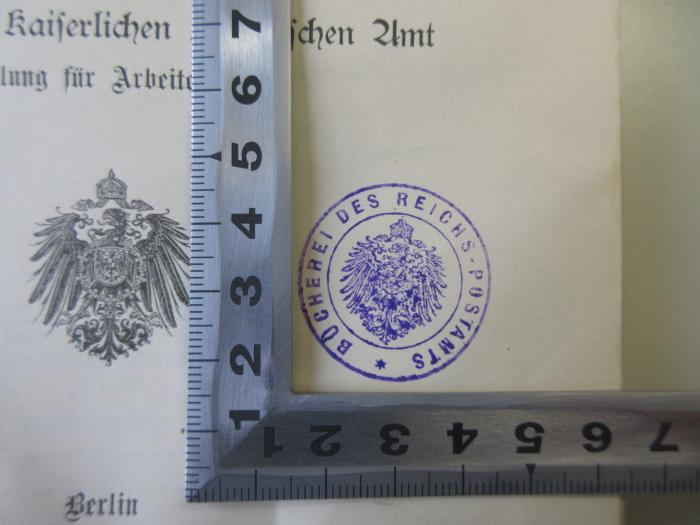 Kaiserlichen schen Amt
lung für Arbeite
BÜCHEREI DES REICHS-POSTAMTS *
Berlin
7
6
5
4
3
2
1
1 2 3 4 5 6 7